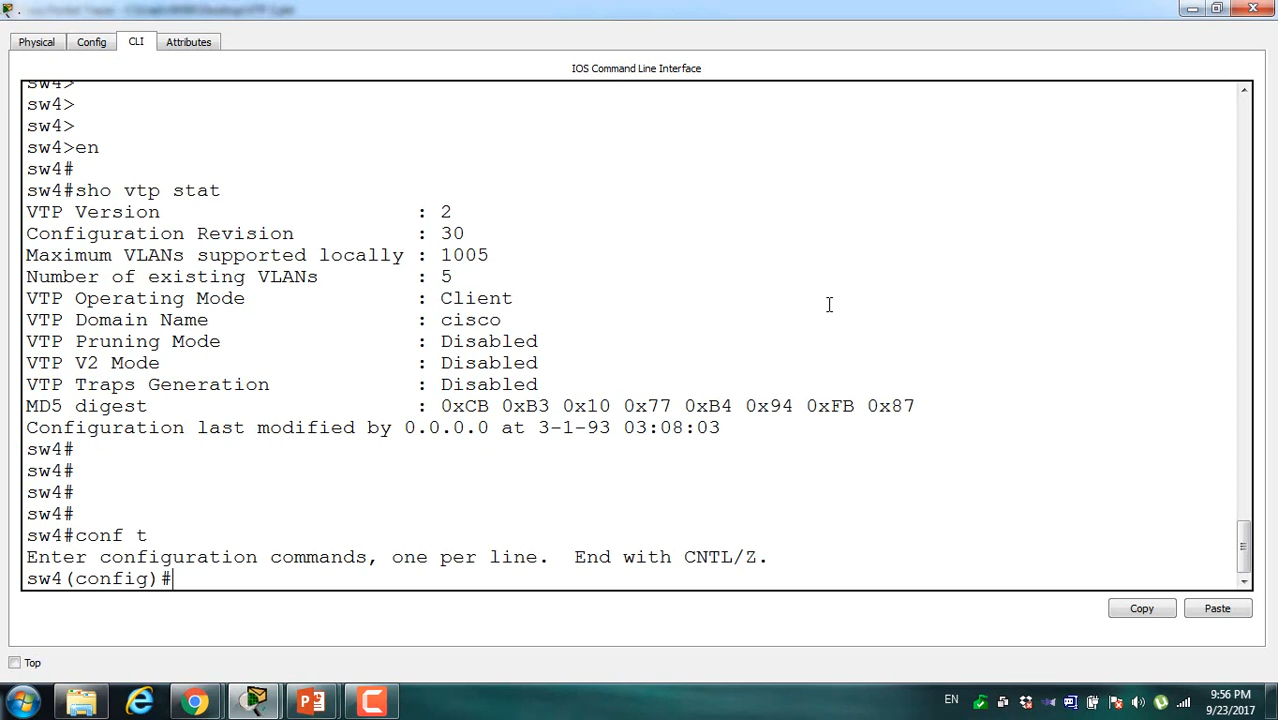 Physical
Config
CLI
Attributes
IOS Command Line Interface
sw4>
sw4>
sw4>
sw4>en
sw4#
sw4#sho vtp stat
VTP Version : 2
Configuration Revision : 30
Maximum VLANs supported locally : 1005
Number of existing VLANs : 5
VTP Operating Mode : Client
VTP Domain Name : cisco
VTP Pruning Mode : Disabled
VTP V2 Mode : Disabled
VTP Traps Generation : Disabled
MD5 digest : 0xCB 0xB3 0x10 0x77 0xB4 0x94 0xFB 0x87
Configuration last modified by 0.0.0.0 at 3-1-93 03:08:03
sw4#
sw4#
sw4#
sw4#
sw4#conf t
Enter configuration commands, one per line.  End with CNTL/Z.
sw4(config)#
Copy
Paste
Top
EN
9:56 PM
9/23/2017